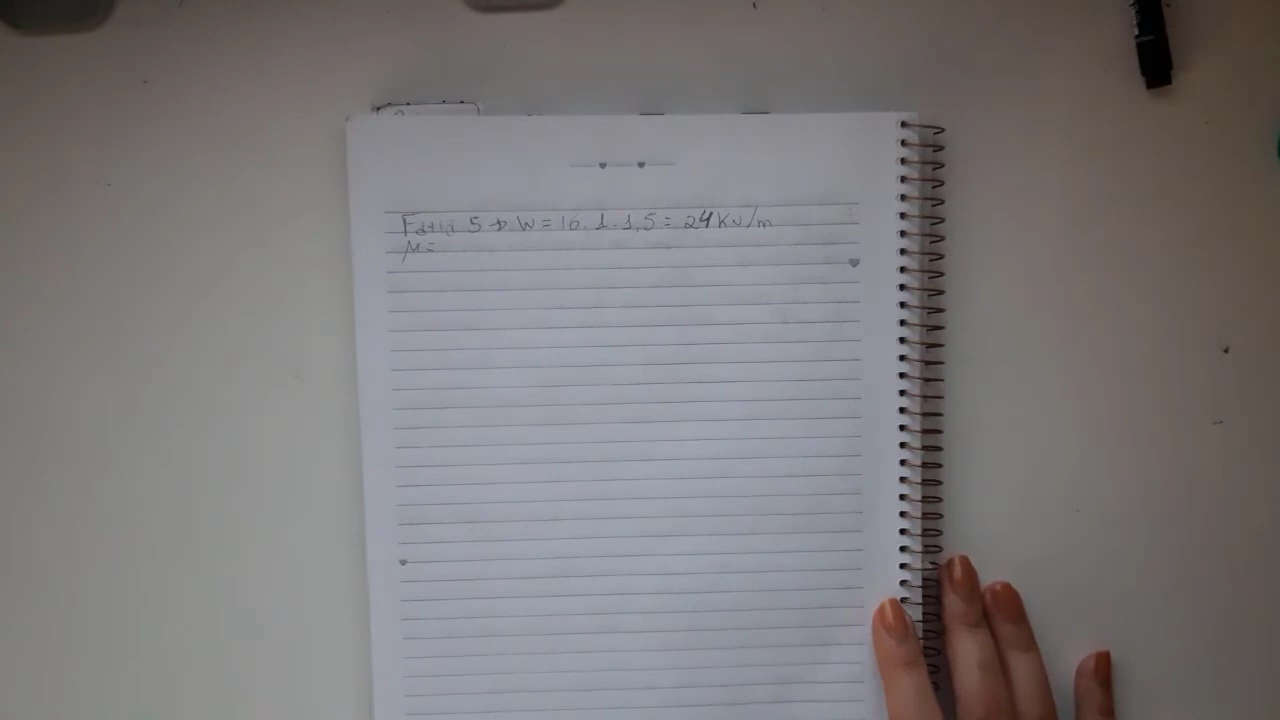 Fatia 5 → W = 16 . 1 . 1,5 = 24 KN/m
μ =